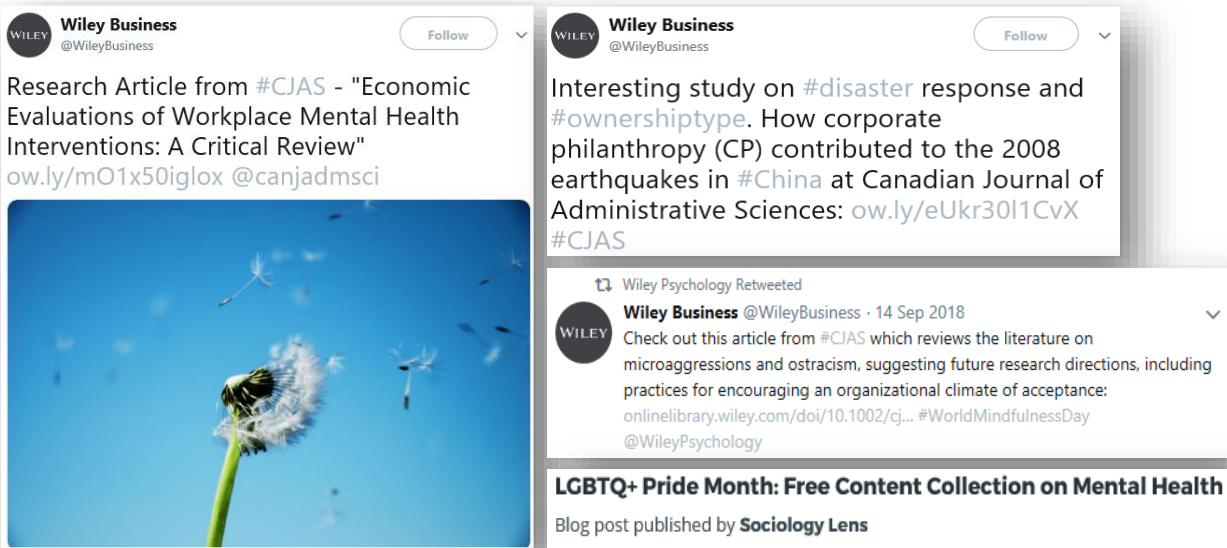 WILEY
Wiley Business
@WileyBusiness
Follow
Research Article from #CJAS - "Economic
Evaluations of Workplace Mental Health
Interventions: A Critical Review"
ow.ly/mO1x50iglox @canjadmsci
WILEY
Wiley Business
@WileyBusiness
Follow
Interesting study on #disaster response and
#ownershiptype. How corporate
philanthropy (CP) contributed to the 2008
earthquakes in #China at Canadian Journal of
Administrative Sciences: ow.ly/eUkr30l1CvX
#CJAS
Wiley Psychology Retweeted
WILEY
Wiley Business @WileyBusiness · 14 Sep 2018
Check out this article from #CJAS which reviews the literature on
microaggressions and ostracism, suggesting future research directions, including
practices for encouraging an organizational climate of acceptance:
onlinelibrary.wiley.com/doi/10.1002/cj... #WorldMindfulnessDay
@WileyPsychology
LGBTQ+ Pride Month: Free Content Collection on Mental Health
Blog post published by Sociology Lens